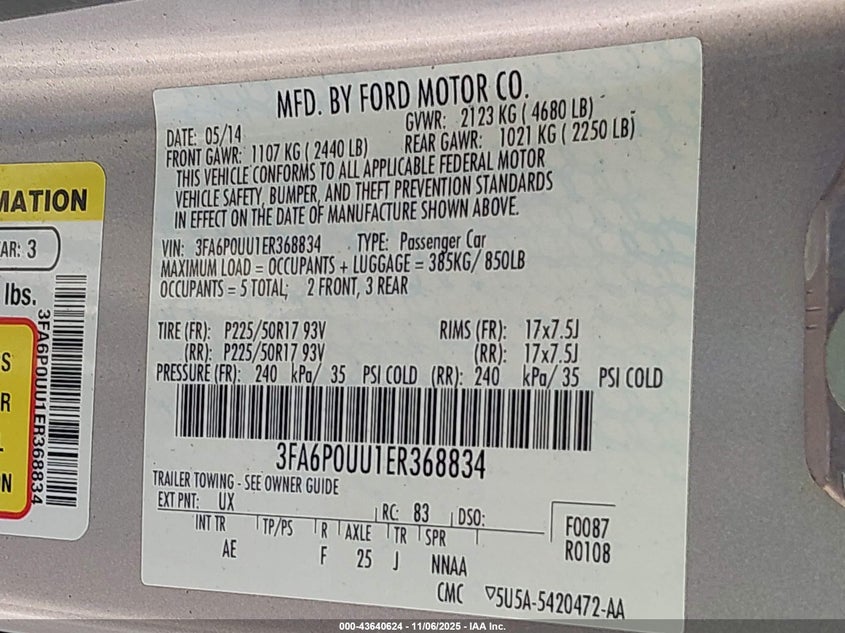 MFD. BY FORD MOTOR CO.
DATE: 05/14
GVWR: 2123 KG ( 4680 LB)
FRONT GAWR: 1107 KG ( 2440 LB)
REAR GAWR: 1021 KG ( 2250 LB)
THIS VEHICLE CONFORMS TO ALL APPLICABLE FEDERAL MOTOR
VEHICLE SAFETY, BUMPER, AND THEFT PREVENTION STANDARDS
IN EFFECT ON THE DATE OF MANUFACTURE SHOWN ABOVE.
VIN: 3FA6P0UU1ER368834 TYPE: Passenger Car
MAXIMUM LOAD = OCCUPANTS + LUGGAGE = 385KG/ 850LB
OCCUPANTS = 5 TOTAL; 2 FRONT, 3 REAR
TIRE (FR): P225/50R17 93V RIMS (FR): 17x7.5J
(RR): P225/50R17 93V (RR): 17x7.5J
PRESSURE (FR): 240 kPa/ 35 PSI COLD (RR): 240 kPa/ 35 PSI COLD
3FA6P0UU1ER368834
TRAILER TOWING - SEE OWNER GUIDE
EXT PNT: UX RC: 83 DSO:
INT TR TP/PS R AXLE TR SPR
AE F 25 J NNAA
F0087
R0108
CMC 5U5A-5420472-AA
MATION
AR: 3
lbs.
S
R
L
N
3FA6P0UU1ER368834
000-43640624 - 11/06/2025 - IAA Inc.